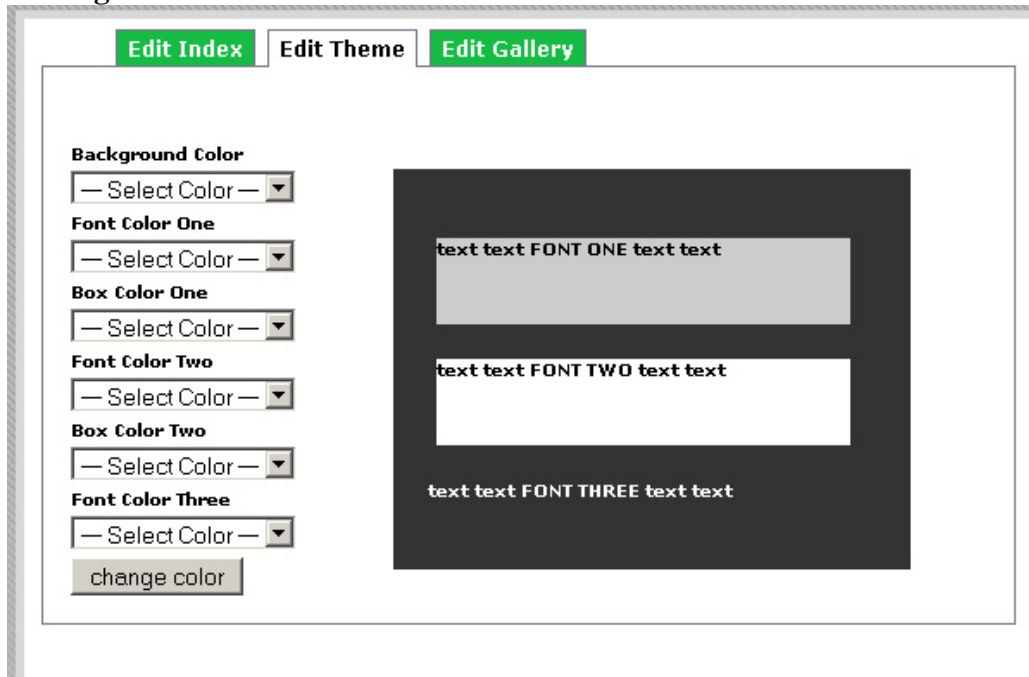 Edit Index Edit Theme Edit Gallery
Background Color
— Select Color —
Font Color One
— Select Color —
Box Color One
— Select Color —
Font Color Two
— Select Color —
Box Color Two
— Select Color —
Font Color Three
— Select Color —
change color
text text FONT ONE text text
text text FONT TWO text text
text text FONT THREE text text